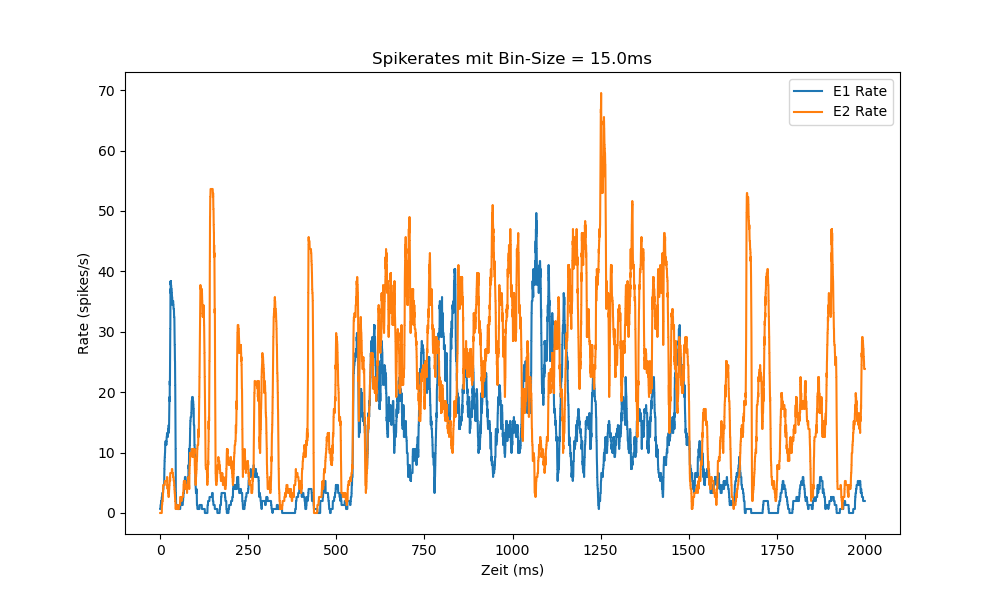 Spikerates mit Bin-Size = 15.0ms
E1 Rate
E2 Rate
70
60
50
40
30
20
10
0
Rate (spikes/s)
0 250 500 750 1000 1250 1500 1750 2000
Zeit (ms)